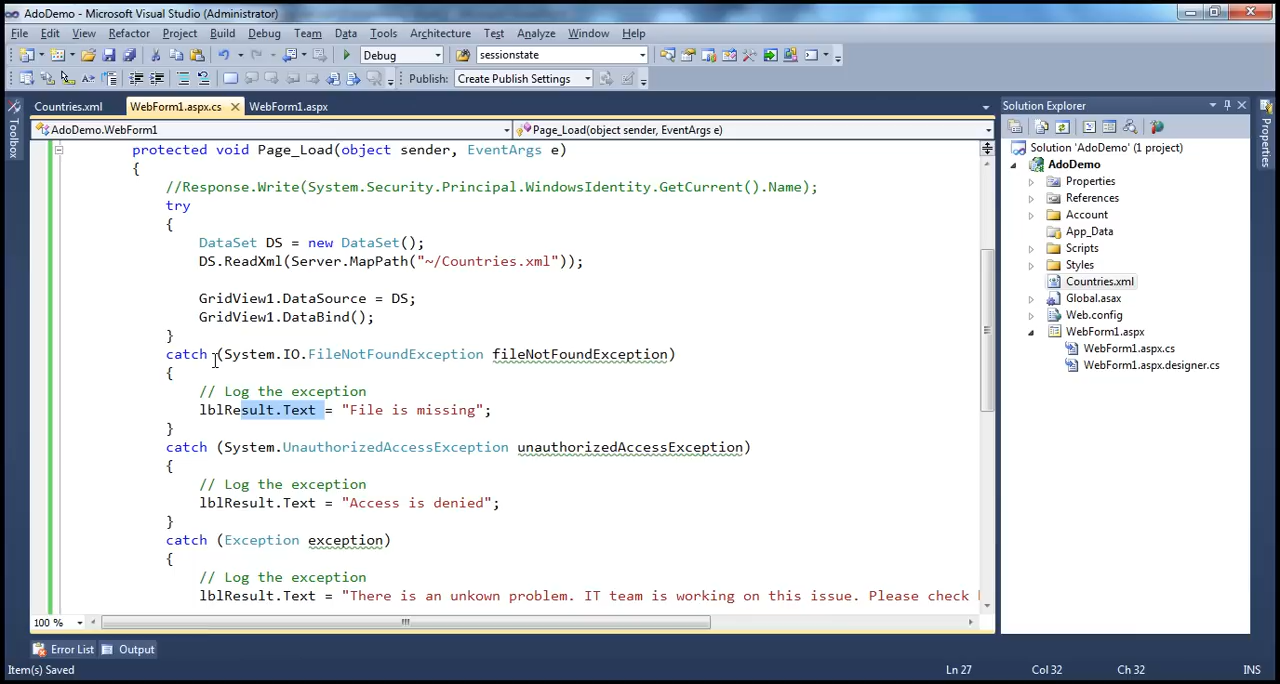 AdoDemo - Microsoft Visual Studio (Administrator)
File Edit View Refactor Project Build Debug Team Data Tools Architecture Test Analyze Window Help
Debug sessionstate
Publish: Create Publish Settings
Countries.xml WebForm1.aspx.cs WebForm1.aspx
AdoDemo.WebForm1 Page_Load(object sender, EventArgs e)
protected void Page_Load(object sender, EventArgs e)
{
//Response.Write(System.Security.Principal.WindowsIdentity.GetCurrent().Name);
try
{
DataSet DS = new DataSet();
DS.ReadXml(Server.MapPath("~/Countries.xml"));
GridView1.DataSource = DS;
GridView1.DataBind();
}
catch (System.IO.FileNotFoundException fileNotFoundException)
{
// Log the exception
lblResult.Text = "File is missing";
}
catch (System.UnauthorizedAccessException unauthorizedAccessException)
{
// Log the exception
lblResult.Text = "Access is denied";
}
catch (Exception exception)
{
// Log the exception
lblResult.Text = "There is an unkown problem. IT team is working on this issue. Please check
100 %
Toolbox
Solution Explorer
Solution 'AdoDemo' (1 project)
AdoDemo
Properties
References
Account
App_Data
Scripts
Styles
Countries.xml
Global.asax
Web.config
WebForm1.aspx
WebForm1.aspx.cs
WebForm1.aspx.designer.cs
Properties
Error List Output
Item(s) Saved Ln 27 Col 32 Ch 32 INS